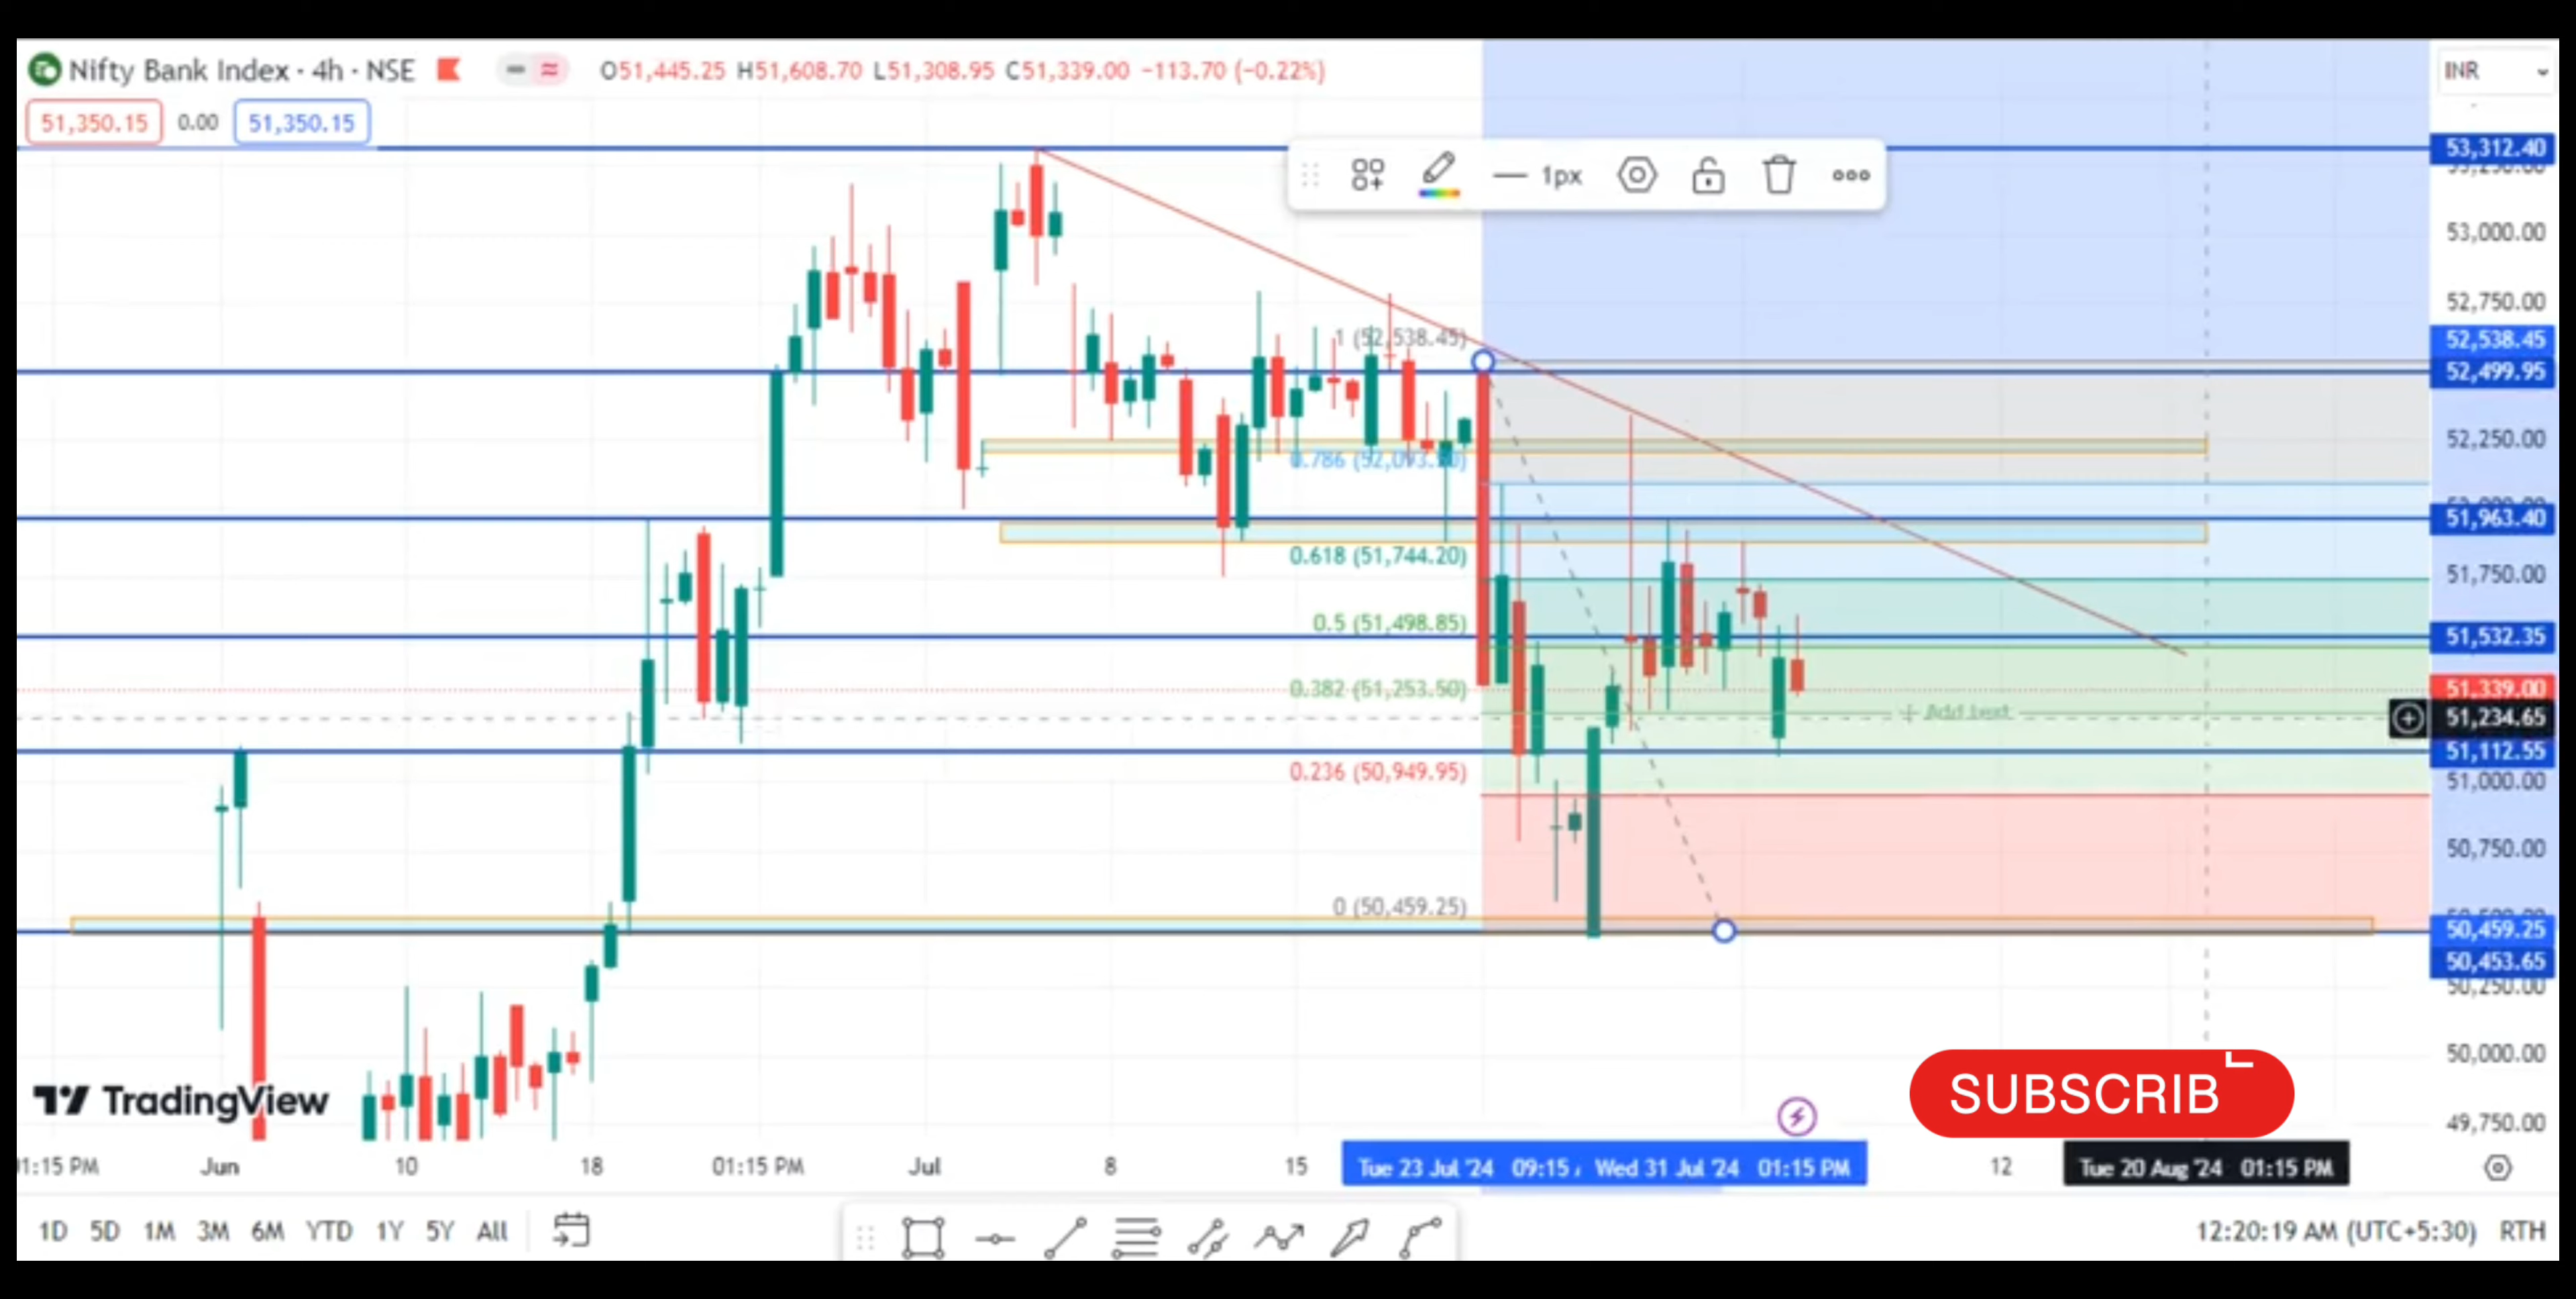 Nifty Bank Index · 4h · NSE
O51,445.25 H51,608.70 L51,308.95 C51,339.00 −113.70 (−0.22%)
INR
51,350.15 0.00 51,350.15
53,312.40
1px
53,000.00
52,750.00
1 (52,538.45)
52,538.45
52,499.95
52,250.00
0.786
51,963.40
0.618 (51,744.20)
51,750.00
0.5 (51,498.85)
51,532.35
0.382 (51,253.50)
51,339.00
+ Add text
51,234.65
51,112.55
0.236 (50,949.95)
51,000.00
50,750.00
0 (50,459.25)
50,459.25
50,453.65
50,250.00
50,000.00
TradingView
SUBSCRIB
49,750.00
01:15 PM Jun 10 18 01:15 PM Jul 8 15 Tue 23 Jul '24 09:15 Wed 31 Jul '24 01:15 PM 12 Tue 20 Aug '24 01:15 PM
1D 5D 1M 3M 6M YTD 1Y 5Y All
12:20:19 AM (UTC+5:30) RTH